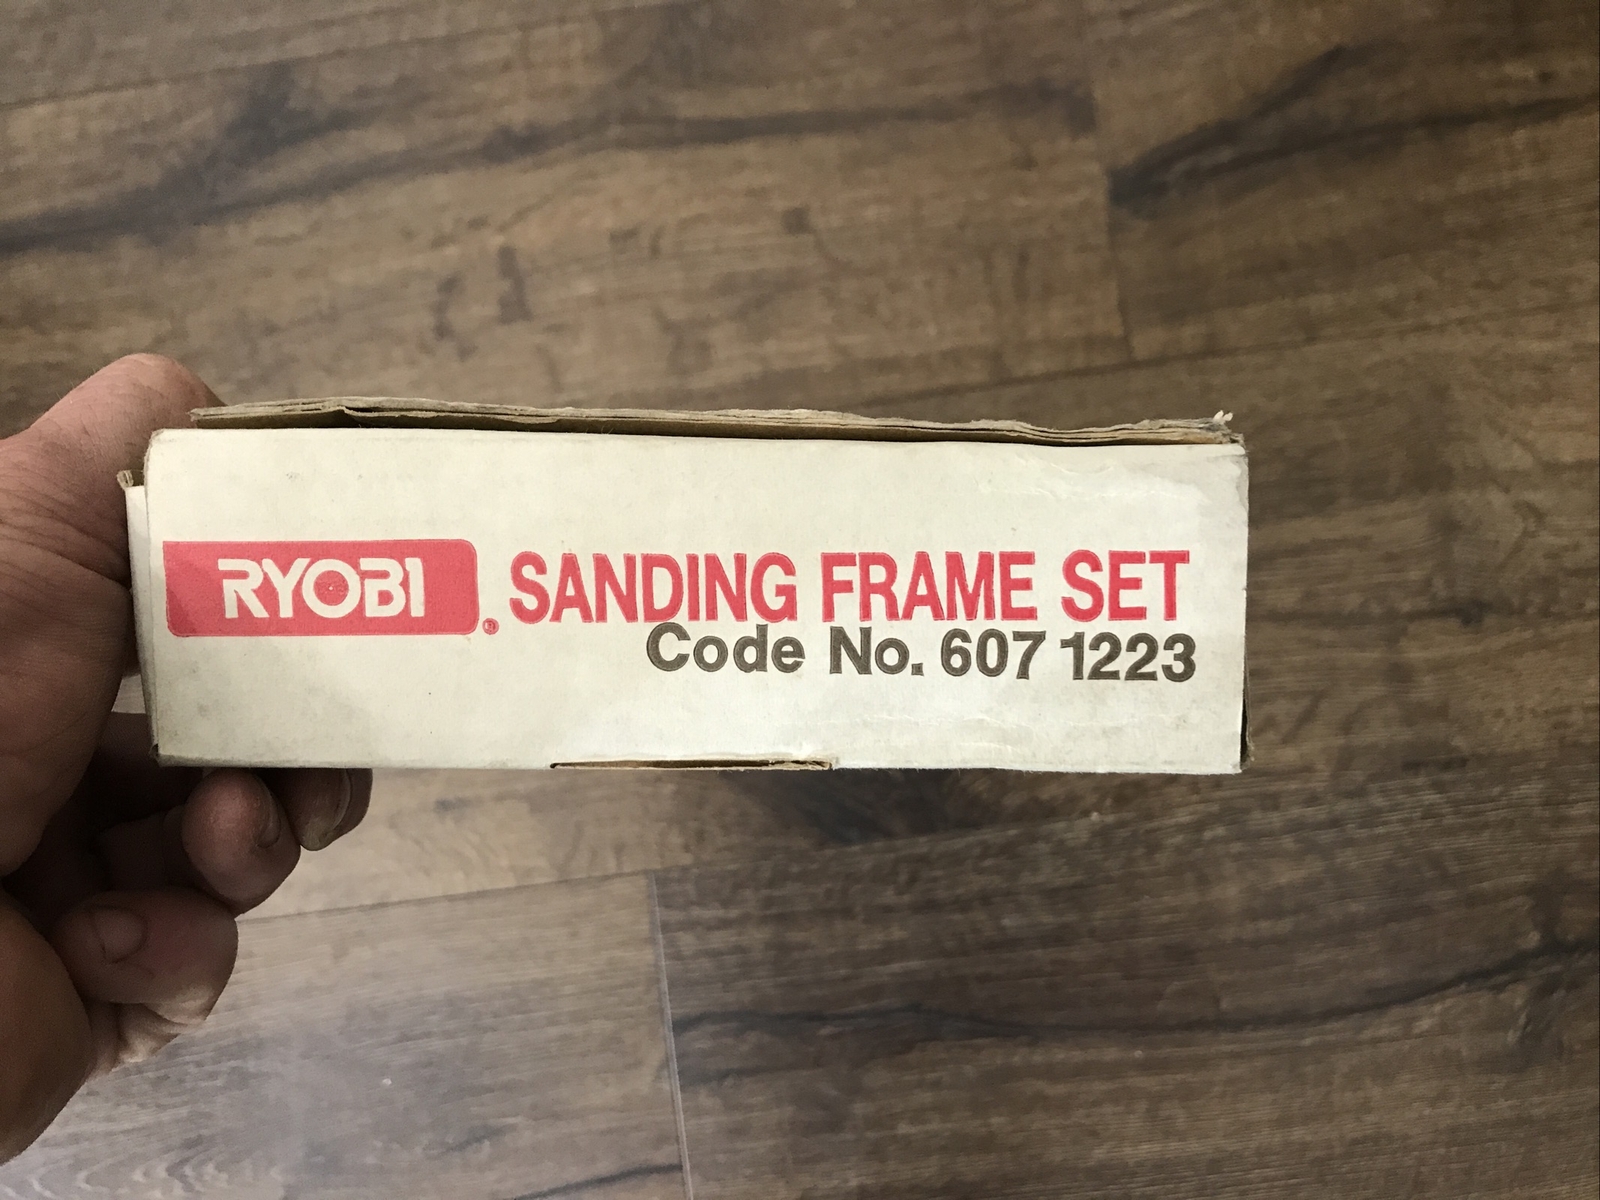 RYOBI® SANDING FRAME SET
Code No. 607 1223